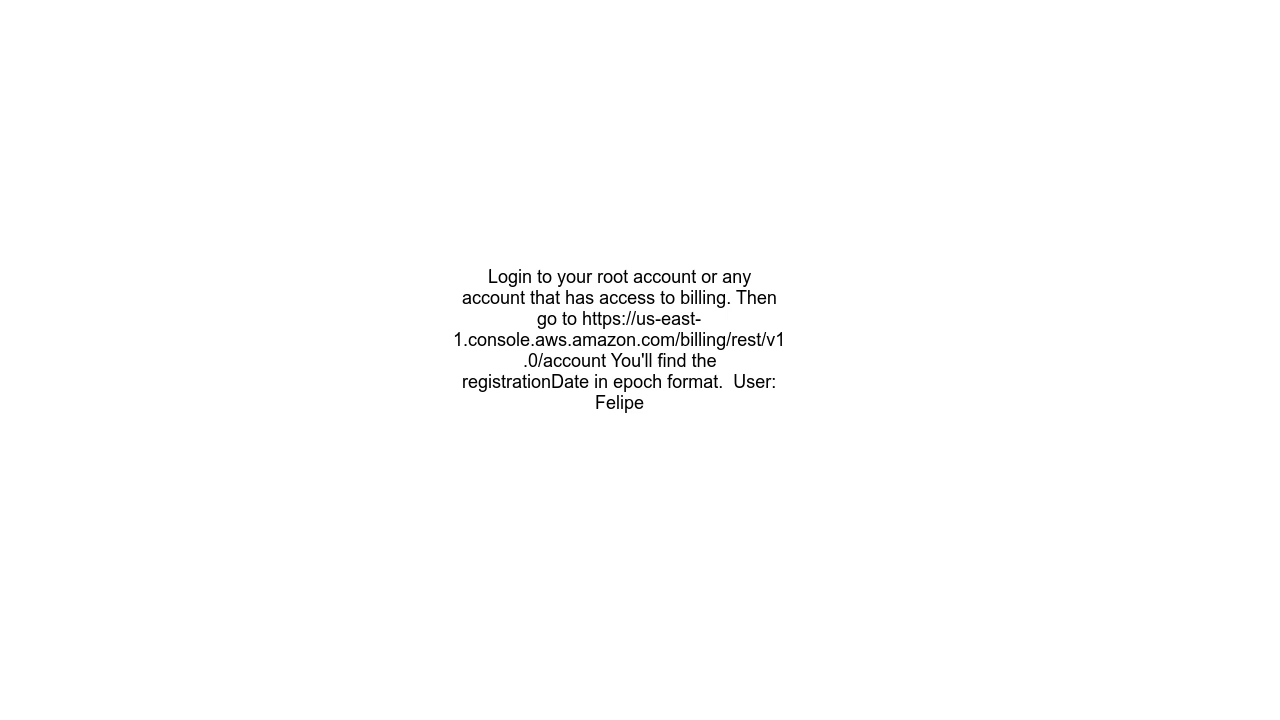 Login to your root account or any
account that has access to billing. Then
go to https://us-east-
1.console.aws.amazon.com/billing/rest/v1
.0/account You'll find the
registrationDate in epoch format.  User:
Felipe